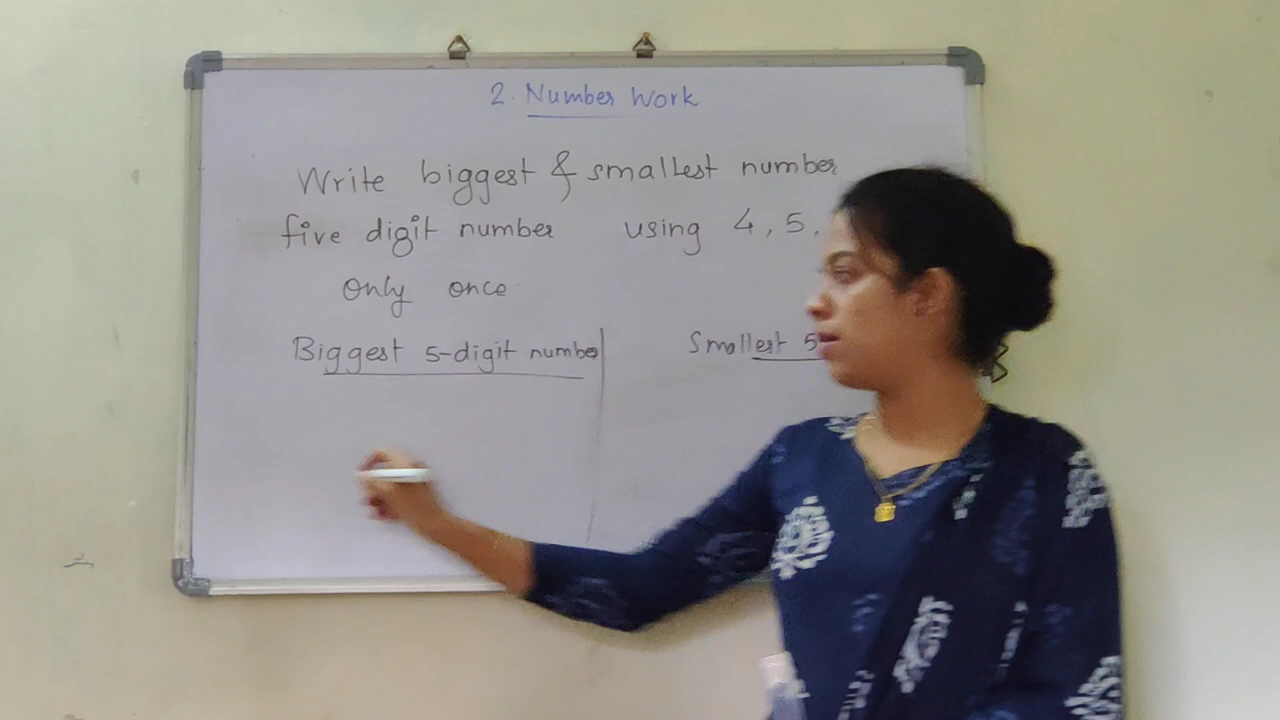 2. Number Work
Write biggest & smallest number
five digit number using 4, 5,
only once
Biggest 5-digit number
Smallest 5